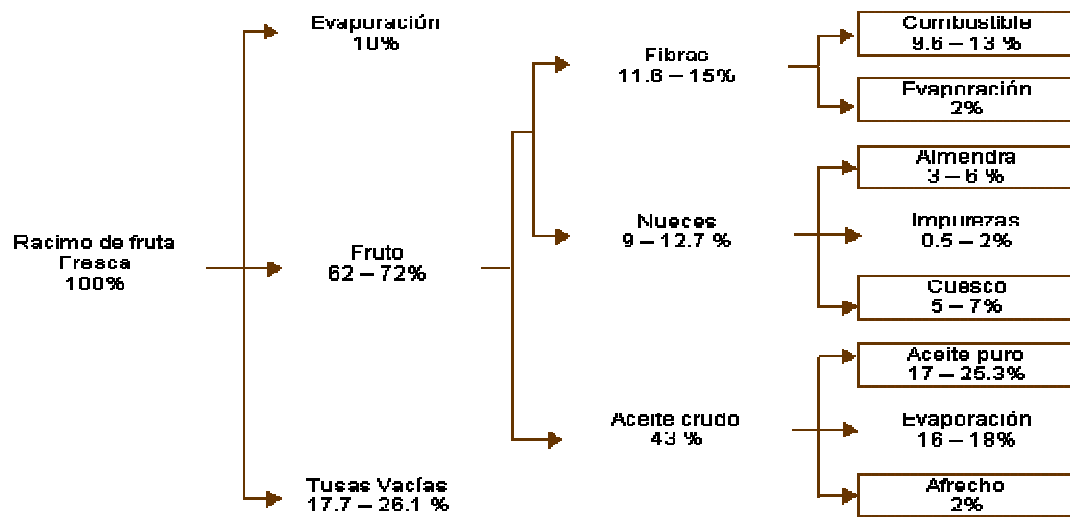 Racimo de fruta
Fresca
100%
Evapuración
10%
Fruto
62 – 72%
Tusas Vacías
17.7 – 26.1 %
Fibras
11.6 – 15%
Nueces
9 – 12.7 %
Aceite crudo
43 %
Cumbustible
9.6 – 13 %
Evaporación
2%
Almendra
3 – 6 %
Impurezas
0.5 – 2%
Cuesco
5 – 7%
Aceite puro
17 – 25.3%
Evaporación
16 – 18%
Afrecho
2%